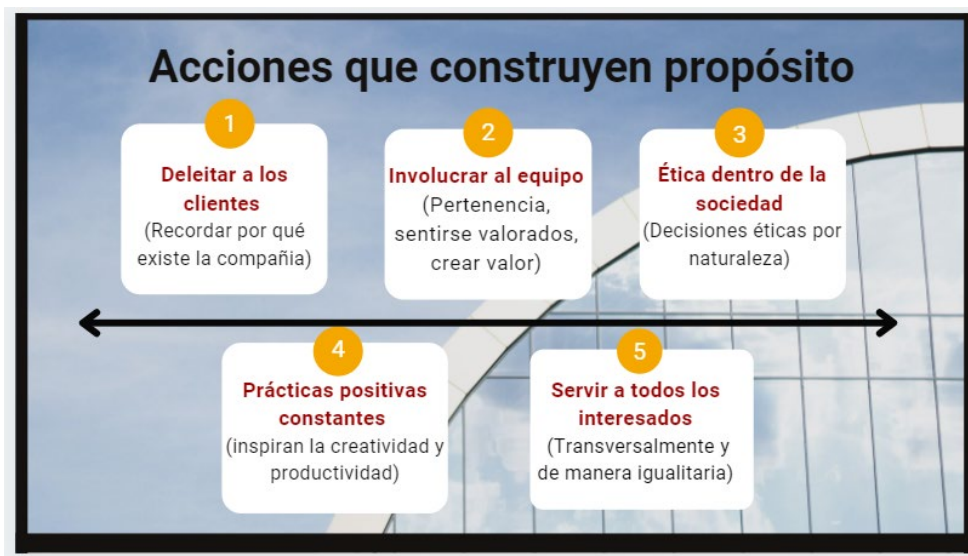 Acciones que construyen propósito
1
Deleitar a los
clientes
(Recordar por qué
existe la compañia)
2
Involucrar al equipo
(Pertenencia,
sentirse valorados,
crear valor)
3
Ética dentro de la
sociedad
(Decisiones éticas por
naturaleza)
4
Prácticas positivas
constantes
(inspiran la creatividad y
productividad)
5
Servir a todos los
interesados
(Transversalmente y
de manera igualitaria)